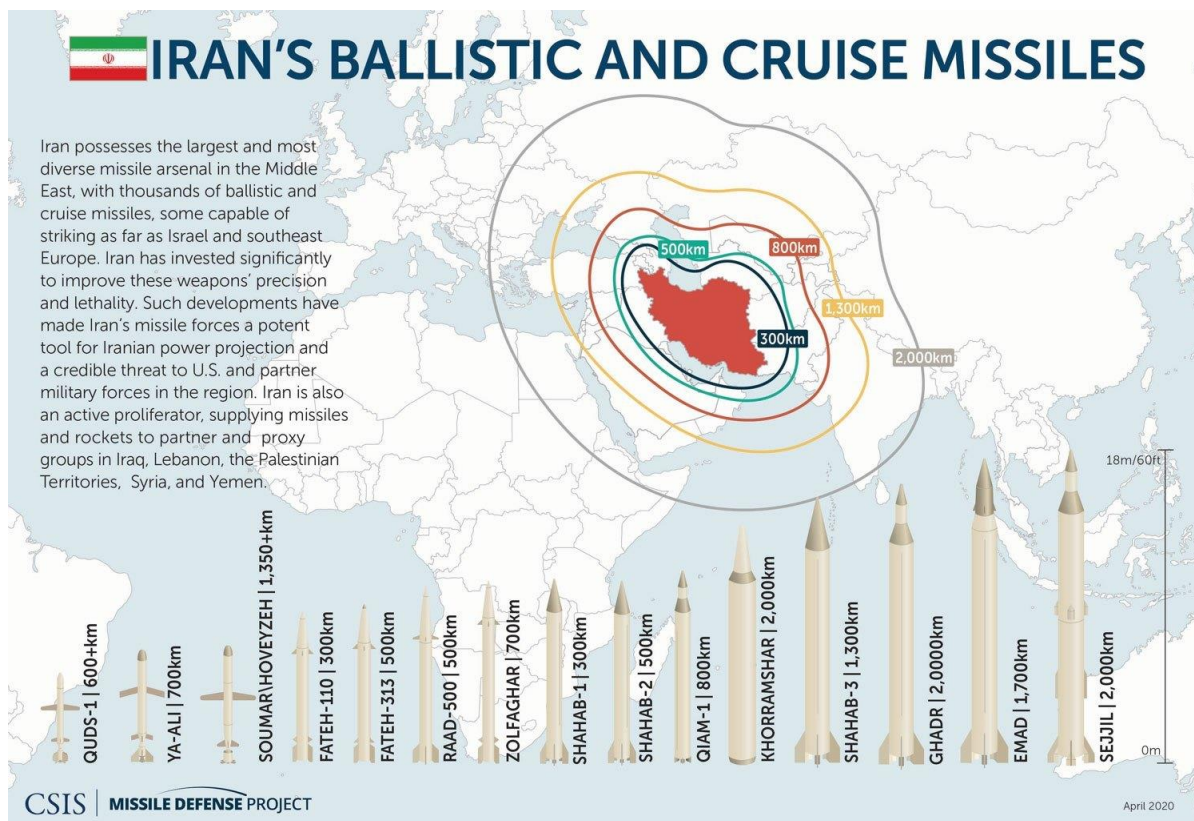 IRAN'S BALLISTIC AND CRUISE MISSILES
Iran possesses the largest and most
diverse missile arsenal in the Middle
East, with thousands of ballistic and
cruise missiles, some capable of
striking as far as Israel and southeast
Europe. Iran has invested significantly
to improve these weapons' precision
and lethality. Such developments have
made Iran's missile forces a potent
tool for Iranian power projection and
a credible threat to U.S. and partner
military forces in the region. Iran is also
an active proliferator, supplying missiles
and rockets to partner and proxy
groups in Iraq, Lebanon, the Palestinian
Territories, Syria, and Yemen.
500km
800km
1,300km
300km
2,000km
18m/60ft
0m
QUDS-1 | 600+km
YA-ALI | 700km
SOUMAR\HOVEYZEH | 1,350+km
FATEH-110 | 300km
FATEH-313 | 500km
RAAD-500 | 500km
ZOLFAGHAR | 700km
SHAHAB-1 | 300km
SHAHAB-2 | 500km
QIAM-1 | 800km
KHORRAMSHAR | 2,000km
SHAHAB-3 | 1,300km
GHADR | 2,0000km
EMAD | 1,700km
SEJJIL | 2,000km
CSIS | MISSILE DEFENSE PROJECT
April 2020